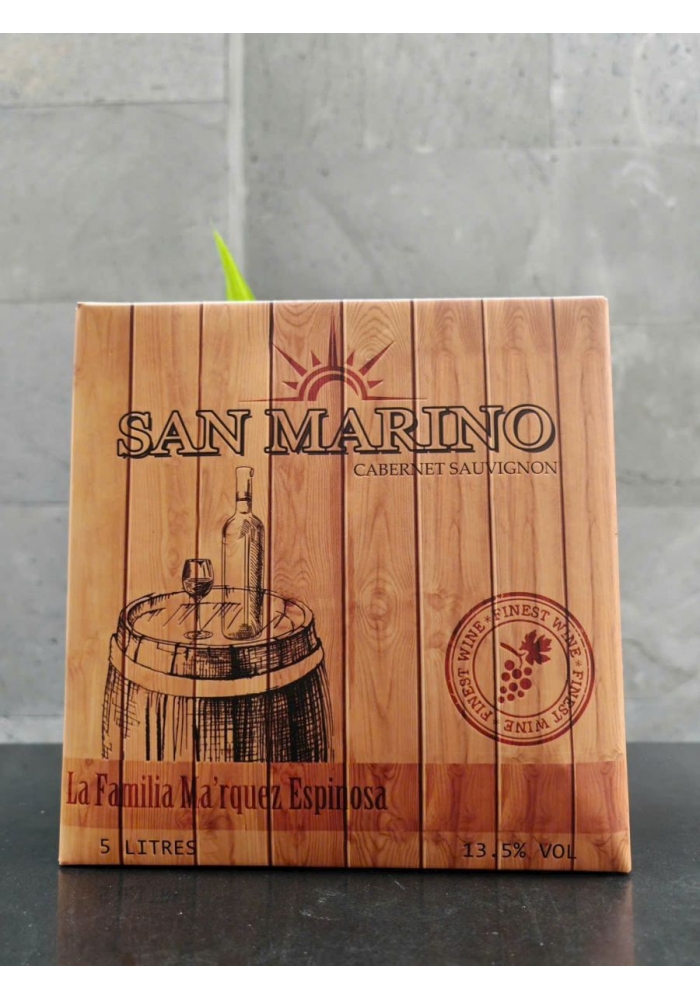 SAN MARINO
CABERNET SAUVIGNON
FINEST WINE * FINEST WINE * FINEST WINE *
La Familia Ma'rquez Espinosa
5 LITRES
13.5% VOL